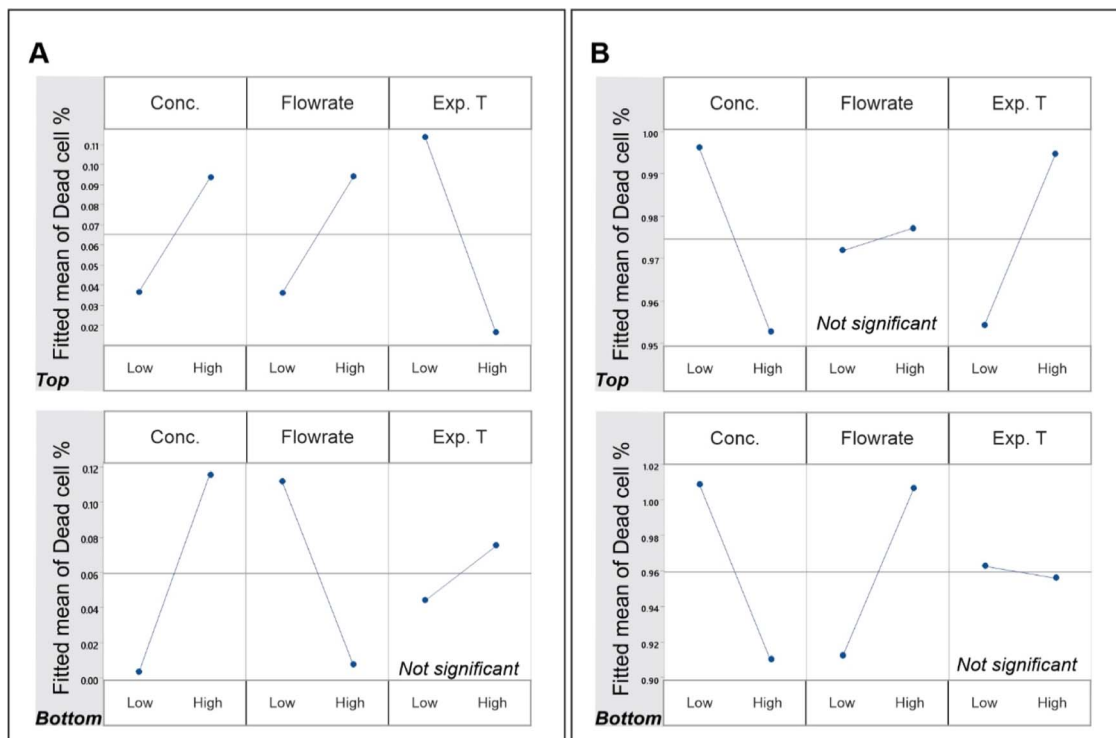 A
Fitted mean of Dead cell %
Conc. Flowrate Exp. T
0.11
0.10
0.09
0.08
0.07
0.06
0.05
0.04
0.03
0.02
Low High Low High Low High
Top
Fitted mean of Dead cell %
Conc. Flowrate Exp. T
0.12
0.10
0.08
0.06
0.04
0.02
0.00
Not significant
Low High Low High Low High
Bottom
B
Fitted mean of Dead cell %
Conc. Flowrate Exp. T
1.00
0.99
0.98
0.97
0.96
0.95
Not significant
Low High Low High Low High
Top
Fitted mean of Dead cell %
Conc. Flowrate Exp. T
1.02
1.00
0.98
0.96
0.94
0.92
0.90
Not significant
Low High Low High Low High
Bottom